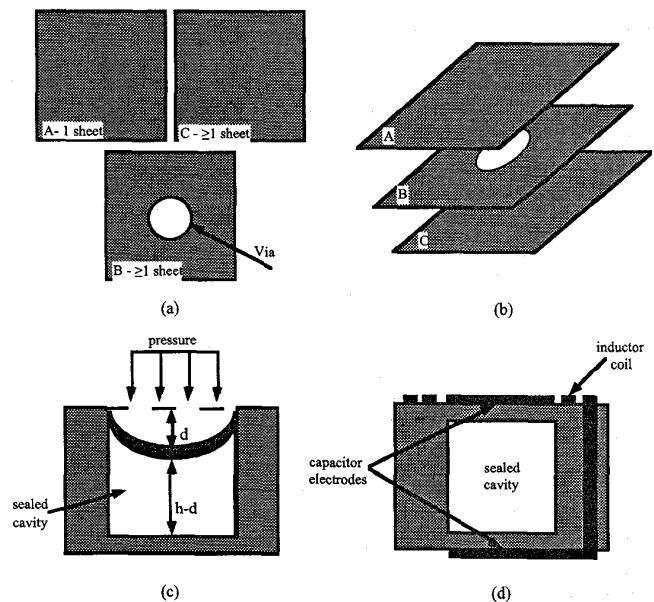 A- 1 sheet
C - ≥1 sheet
Via
B - ≥1 sheet
(a)
A
B
C
(b)
pressure
d
h-d
sealed
cavity
(c)
inductor
coil
capacitor
electrodes
sealed
cavity
(d)